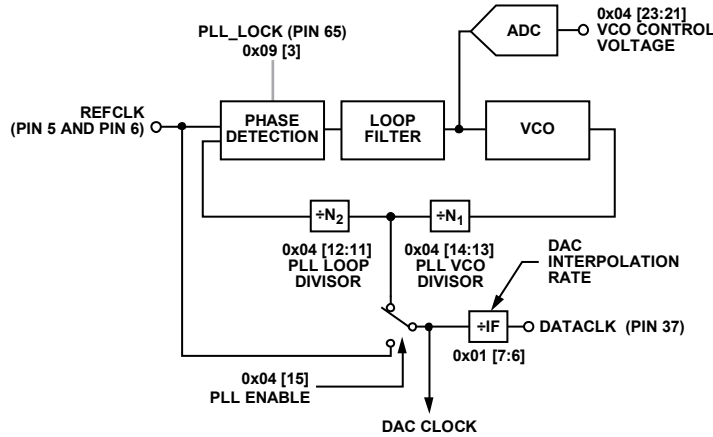 PLL_LOCK (PIN 65)
0x09 [3]
ADC
0x04 [23:21]
VCO CONTROL
VOLTAGE
REFCLK
(PIN 5 AND PIN 6)
PHASE
DETECTION
LOOP
FILTER
VCO
÷N2
÷N1
0x04 [12:11]
PLL LOOP
DIVISOR
0x04 [14:13]
PLL VCO
DIVISOR
DAC
INTERPOLATION
RATE
÷IF
DATACLK (PIN 37)
0x01 [7:6]
0x04 [15]
PLL ENABLE
DAC CLOCK